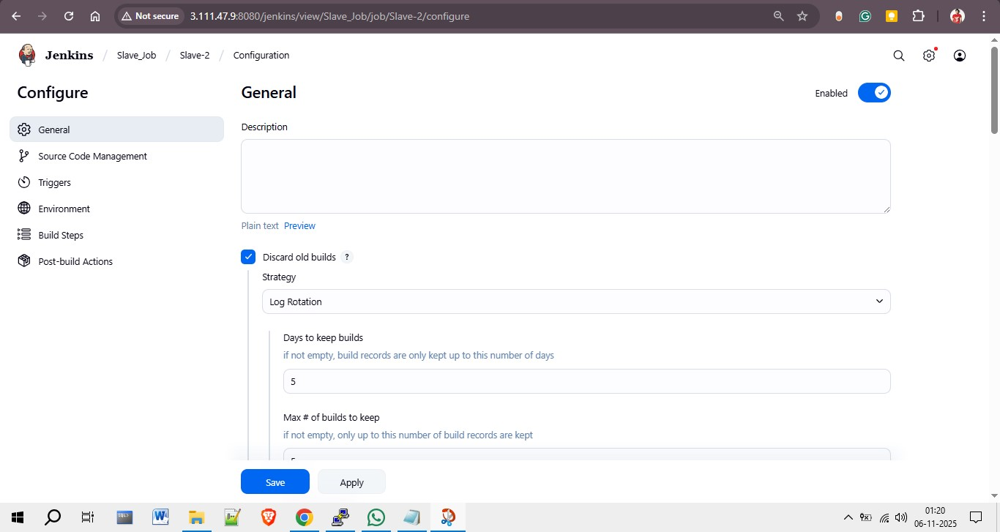 Not secure 3.111.47.9:8080/jenkins/view/Slave_Job/job/Slave-2/configure
Jenkins / Slave_Job / Slave-2 / Configuration
Configure
General
Source Code Management
Triggers
Environment
Build Steps
Post-build Actions
General
Enabled
Description
Plain text Preview
Discard old builds ?
Strategy
Log Rotation
Days to keep builds
if not empty, build records are only kept up to this number of days
5
Max # of builds to keep
if not empty, only up to this number of build records are kept
Save Apply
01:20
06-11-2025